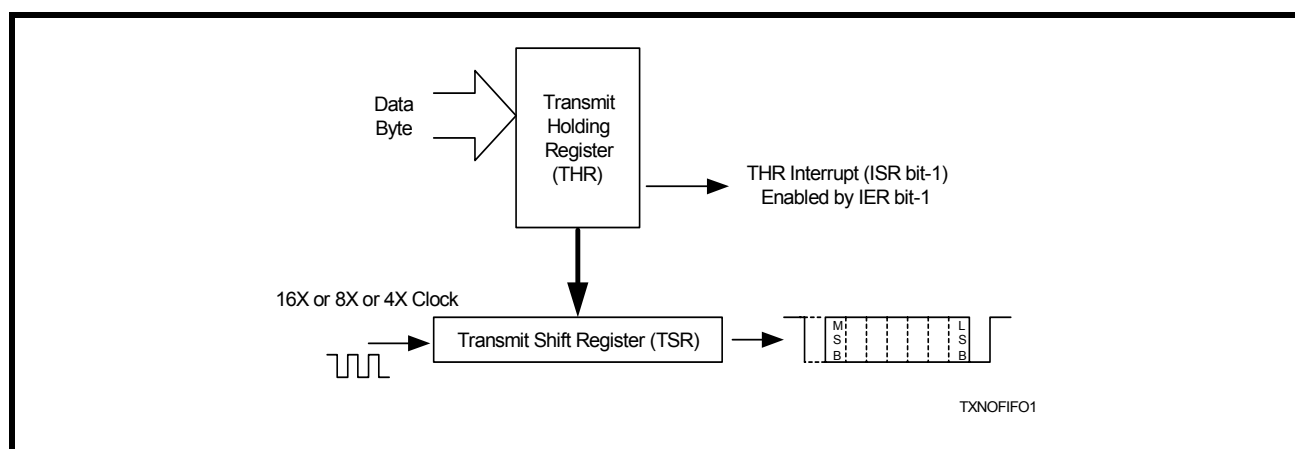 Data
Byte
Transmit
Holding
Register
(THR)
THR Interrupt (ISR bit-1)
Enabled by IER bit-1
16X or 8X or 4X Clock
Transmit Shift Register (TSR)
M
S
B
L
S
B
TXNOFIFO1